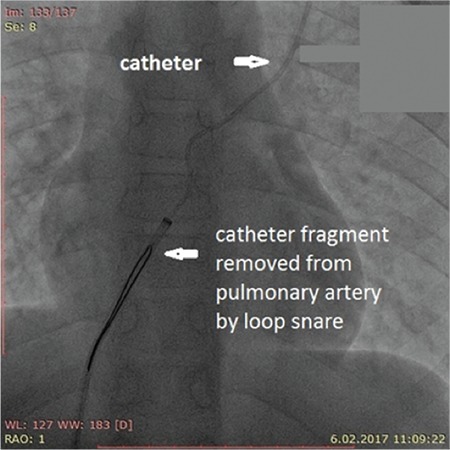 Im: 133/137
Se: 8
catheter
catheter fragment
removed from
pulmonary artery
by loop snare
WL: 127 WW: 183 [D]
RAO: 1
6.02.2017 11:09:22